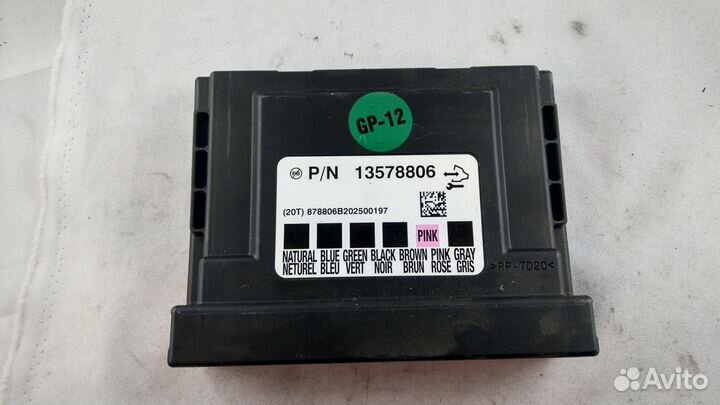 GP-12
P/N 13578806
(20T) 878806B202500197
PINK
NATURAL BLUE GREEN BLACK BROWN PINK GRAY
NETUREL BLEU VERT NOIR BRUN ROSE GRIS
>PP-TD20<
Avito